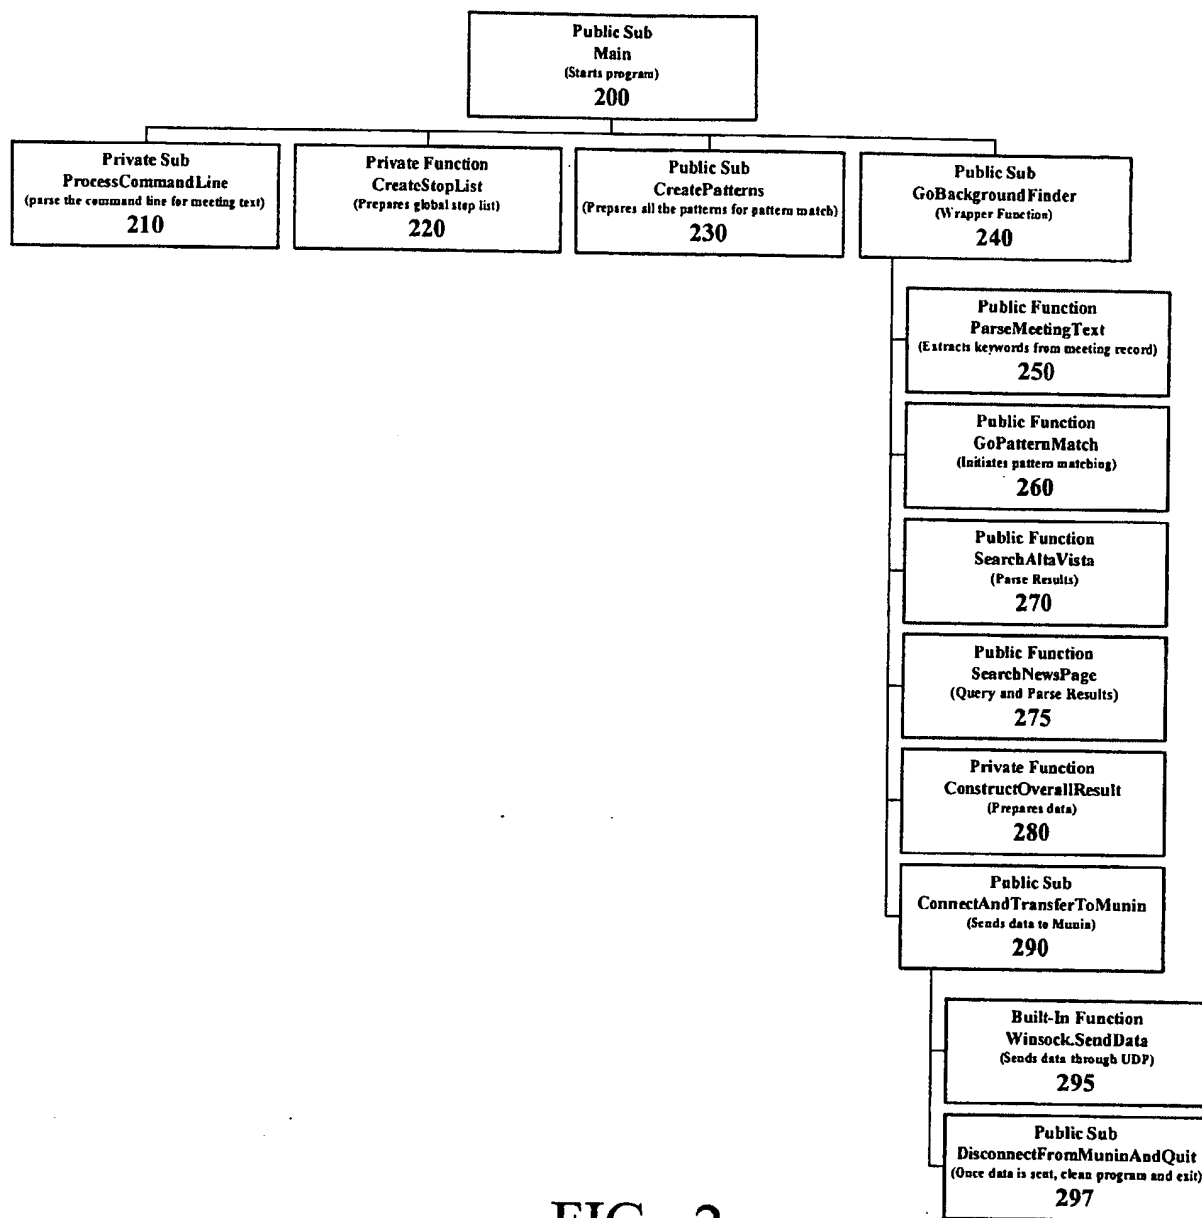 Public Sub
Main
(Starts program)
200
Private Sub
ProcessCommandLine
(parse the command line for meeting text)
210
Private Function
CreateStopList
(Prepares global stop list)
220
Public Sub
CreatePatterns
(Prepares all the patterns for pattern match)
230
Public Sub
GoBackgroundFinder
(Wrapper Function)
240
Public Function
ParseMeetingText
(Extracts keywords from meeting record)
250
Public Function
GoPatternMatch
(Initiates pattern matching)
260
Public Function
SearchAltaVista
(Parse Results)
270
Public Function
SearchNewsPage
(Query and Parse Results)
275
Private Function
ConstructOverallResult
(Prepares data)
280
Public Sub
ConnectAndTransferToMunin
(Sends data to Munin)
290
Built-In Function
Winsock.SendData
(Sends data through UDP)
295
Public Sub
DisconnectFromMuninAndQuit
(Once data is sent, clean program and exit)
297
FIG. 2